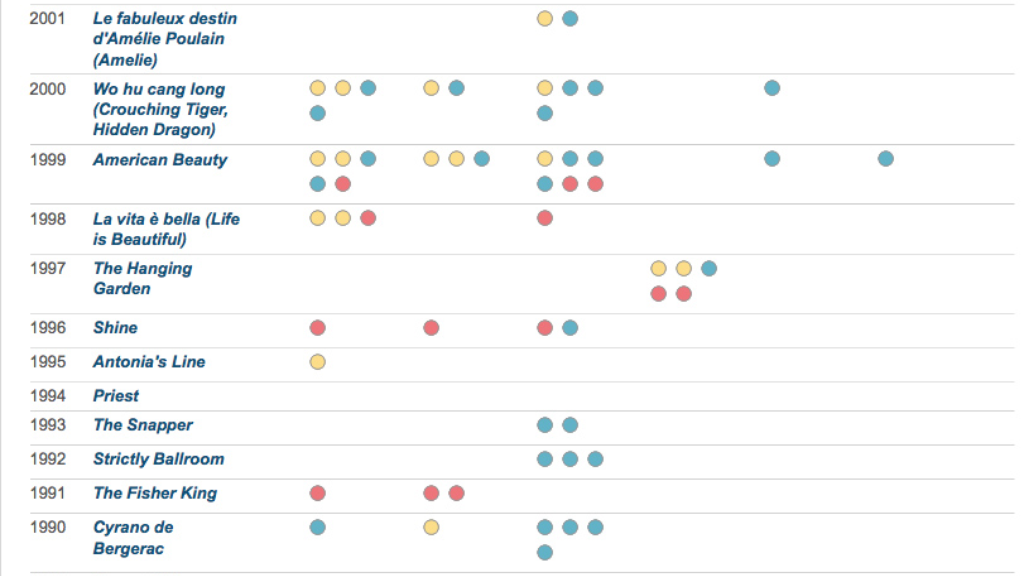 2001 Le fabuleux destin
d'Amélie Poulain
(Amelie)
2000 Wo hu cang long
(Crouching Tiger,
Hidden Dragon)
1999 American Beauty
1998 La vita è bella (Life
is Beautiful)
1997 The Hanging
Garden
1996 Shine
1995 Antonia's Line
1994 Priest
1993 The Snapper
1992 Strictly Ballroom
1991 The Fisher King
1990 Cyrano de
Bergerac